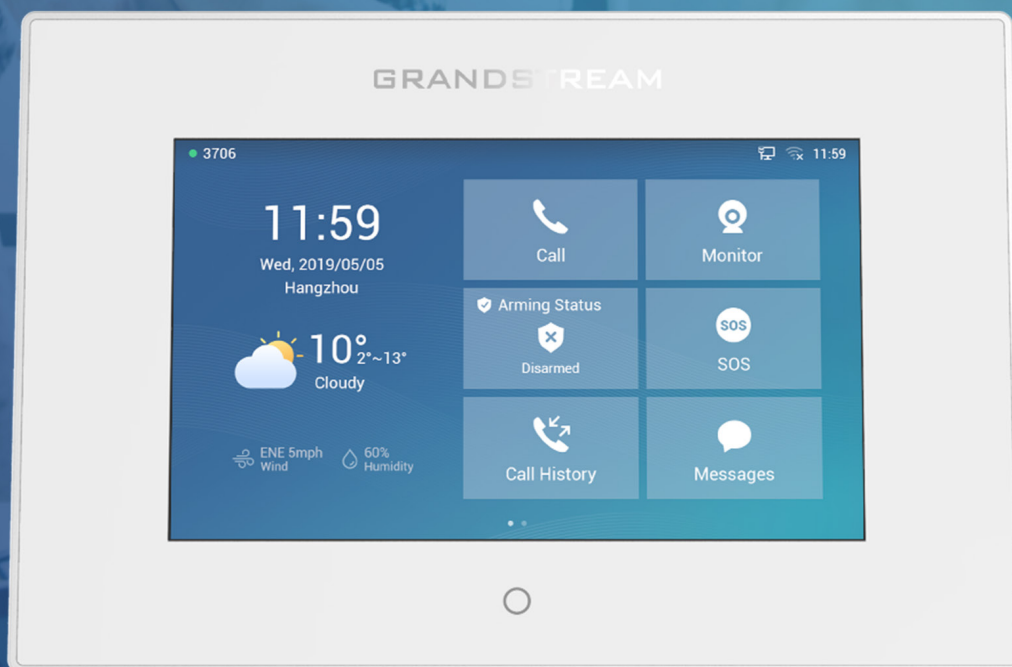 GRANDSTREAM
3706
11:59
11:59
Wed, 2019/05/05
Hangzhou
10°
2°~13°
Cloudy
ENE 5mph
Wind
60%
Humidity
Call
Monitor
Arming Status
Disarmed
SOS
SOS
Call History
Messages